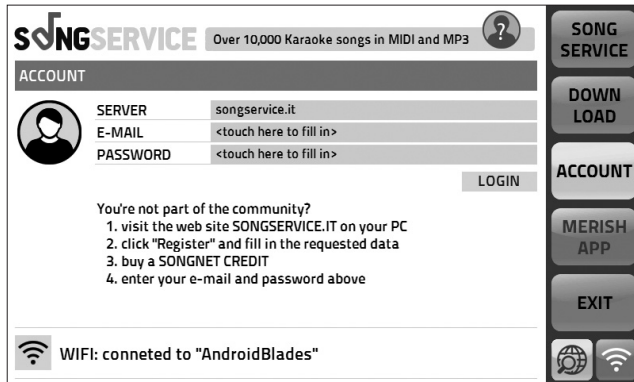 SONGSERVICE Over 10,000 Karaoke songs in MIDI and MP3 ?
ACCOUNT
SERVER songservice.it
E-MAIL <touch here to fill in>
PASSWORD <touch here to fill in>
LOGIN
You're not part of the community?
1. visit the web site SONGSERVICE.IT on your PC
2. click "Register" and fill in the requested data
3. buy a SONGNET CREDIT
4. enter your e-mail and password above
WIFI: conneted to "AndroidBlades"
SONG
SERVICE
DOWN
LOAD
ACCOUNT
MERISH
APP
EXIT